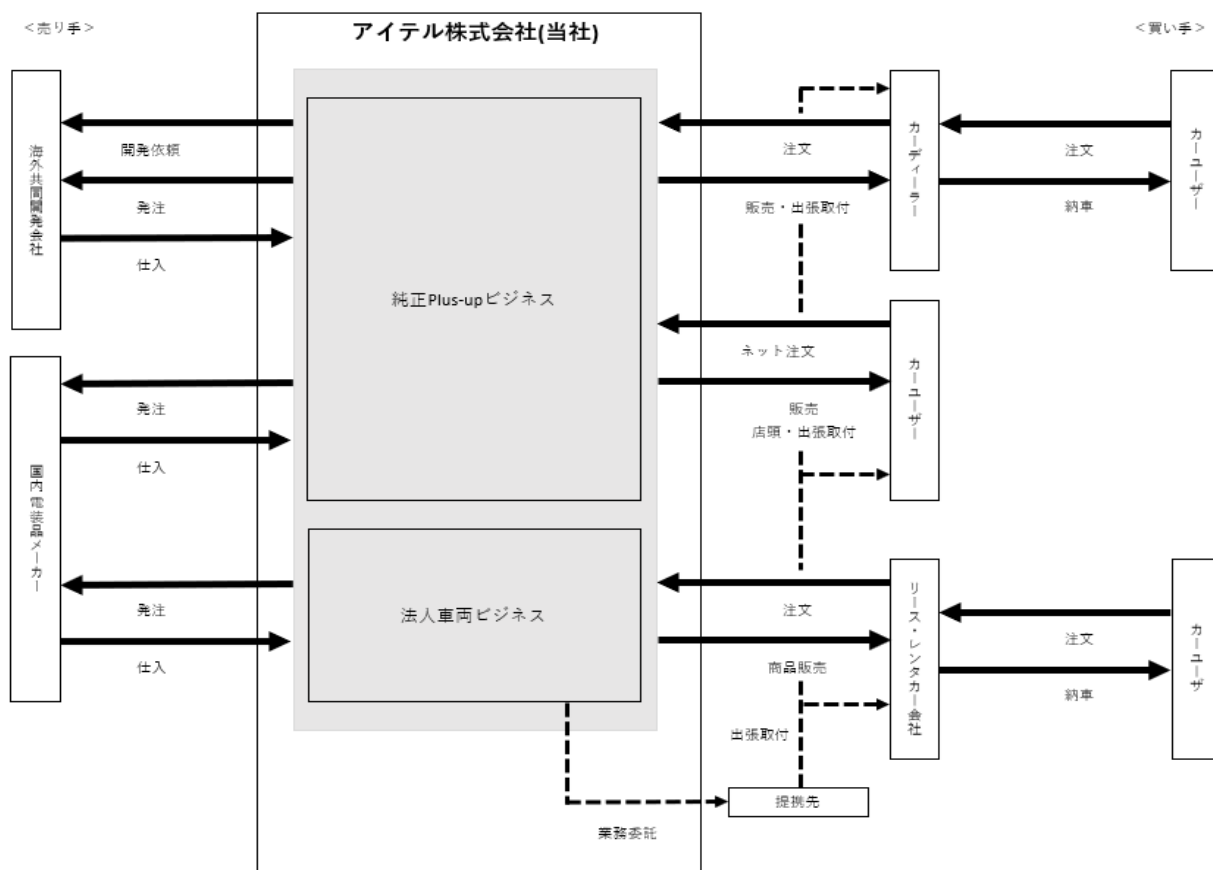 ＜売り手＞
アイテル株式会社(当社)
＜買い手＞
海外共同開発会社
開発依頼
発注
仕入
純正Plus-upビジネス
注文
販売・出張取付
カーディーラー
注文
納車
カーユーザー
ネット注文
販売
店頭・出張取付
カーユーザー
国内電装品メーカー
発注
仕入
発注
仕入
法人車両ビジネス
注文
商品販売
出張取付
リース・レンタカー会社
注文
納車
カーユーザ
提携先
業務委託